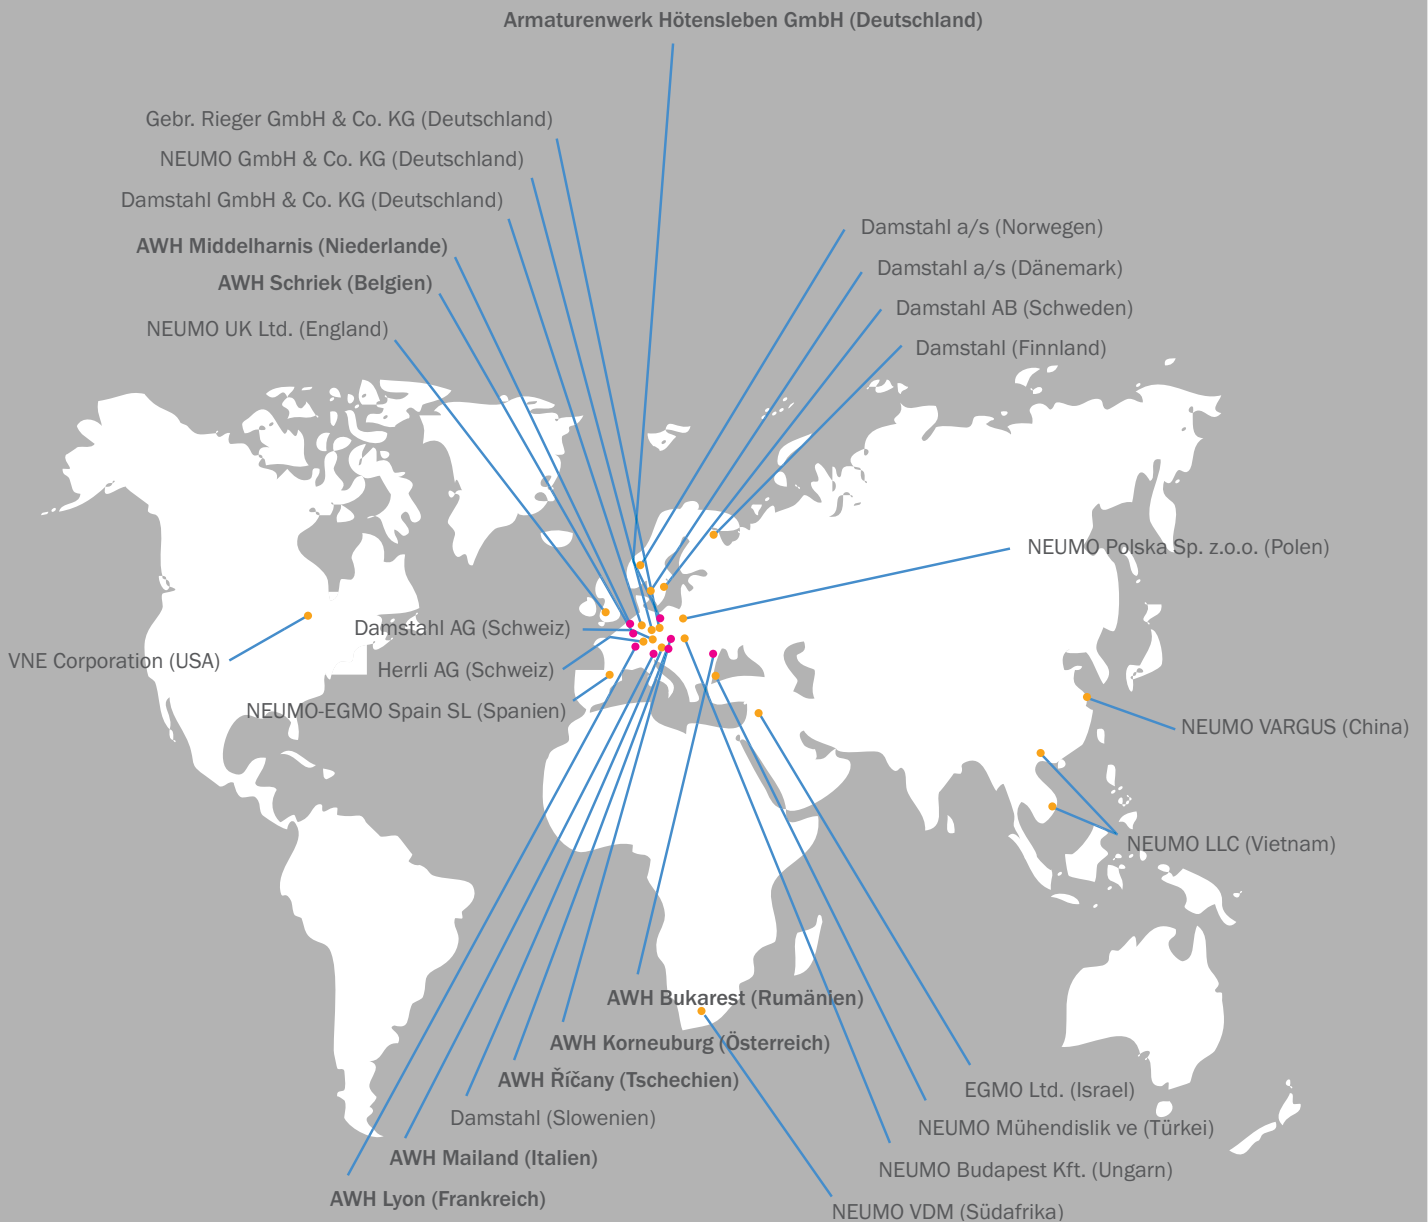 Armaturenwerk Hötensleben GmbH (Deutschland)
Gebr. Rieger GmbH & Co. KG (Deutschland)
NEUMO GmbH & Co. KG (Deutschland)
Damstahl GmbH & Co. KG (Deutschland)
AWH Middelharnis (Niederlande)
AWH Schriek (Belgien)
NEUMO UK Ltd. (England)
Damstahl a/s (Norwegen)
Damstahl a/s (Dänemark)
Damstahl AB (Schweden)
Damstahl (Finnland)
NEUMO Polska Sp. z.o.o. (Polen)
Damstahl AG (Schweiz)
VNE Corporation (USA)
Herrli AG (Schweiz)
NEUMO-EGMO Spain SL (Spanien)
NEUMO VARGUS (China)
NEUMO LLC (Vietnam)
AWH Bukarest (Rumänien)
AWH Korneuburg (Österreich)
AWH Říčany (Tschechien)
Damstahl (Slowenien)
AWH Mailand (Italien)
AWH Lyon (Frankreich)
EGMO Ltd. (Israel)
NEUMO Mühendislik ve (Türkei)
NEUMO Budapest Kft. (Ungarn)
NEUMO VDM (Südafrika)